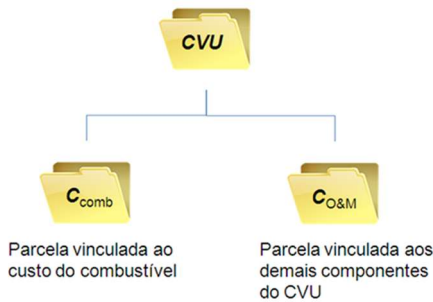 CVU
Ccomb
CO&M
Parcela vinculada ao
custo do combustível
Parcela vinculada aos
demais componentes
do CVU